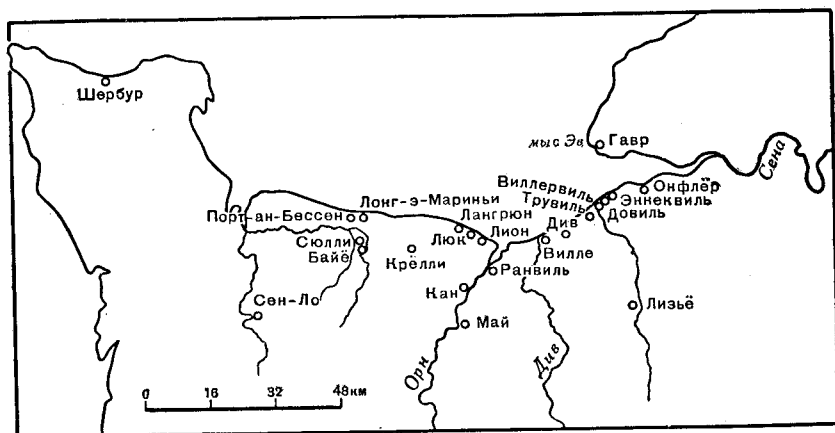 Шербур
мыс Эв
Гавр
Сена
Виллервиль
Онфлёр
Трувиль
Эннеквиль
Довиль
Порт-ан-Бессен
Лонг-э-Мариньи
Лангрюн
Див
Лион
Люк
Вилле
Сюлли
Байё
Крёлли
Ранвиль
Кан
Сен-Ло
Май
Лизьё
Орн
Див
0 16 32 48км